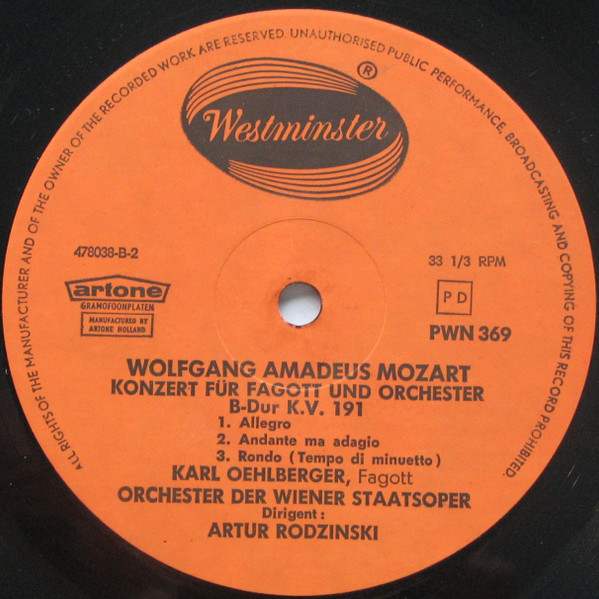 ALL RIGHTS OF THE MANUFACTURER AND OF THE OWNER OF THE RECORDED WORK ARE RESERVED. UNAUTHORISED PUBLIC PERFORMANCE, BROADCASTING AND COPYING OF THIS RECORD PROHIBITED.
®
Westminster
478038-B-2
33 1/3 RPM
artone
GRAMOFOONPLATEN
MANUFACTURED BY
ARTONE HOLLAND
PD
PWN 369
WOLFGANG AMADEUS MOZART
KONZERT FÜR FAGOTT UND ORCHESTER
B-Dur K.V. 191
1. Allegro
2. Andante ma adagio
3. Rondo (Tempo di minuetto)
KARL OEHLBERGER, Fagott
ORCHESTER DER WIENER STAATSOPER
Dirigent:
ARTUR RODZINSKI